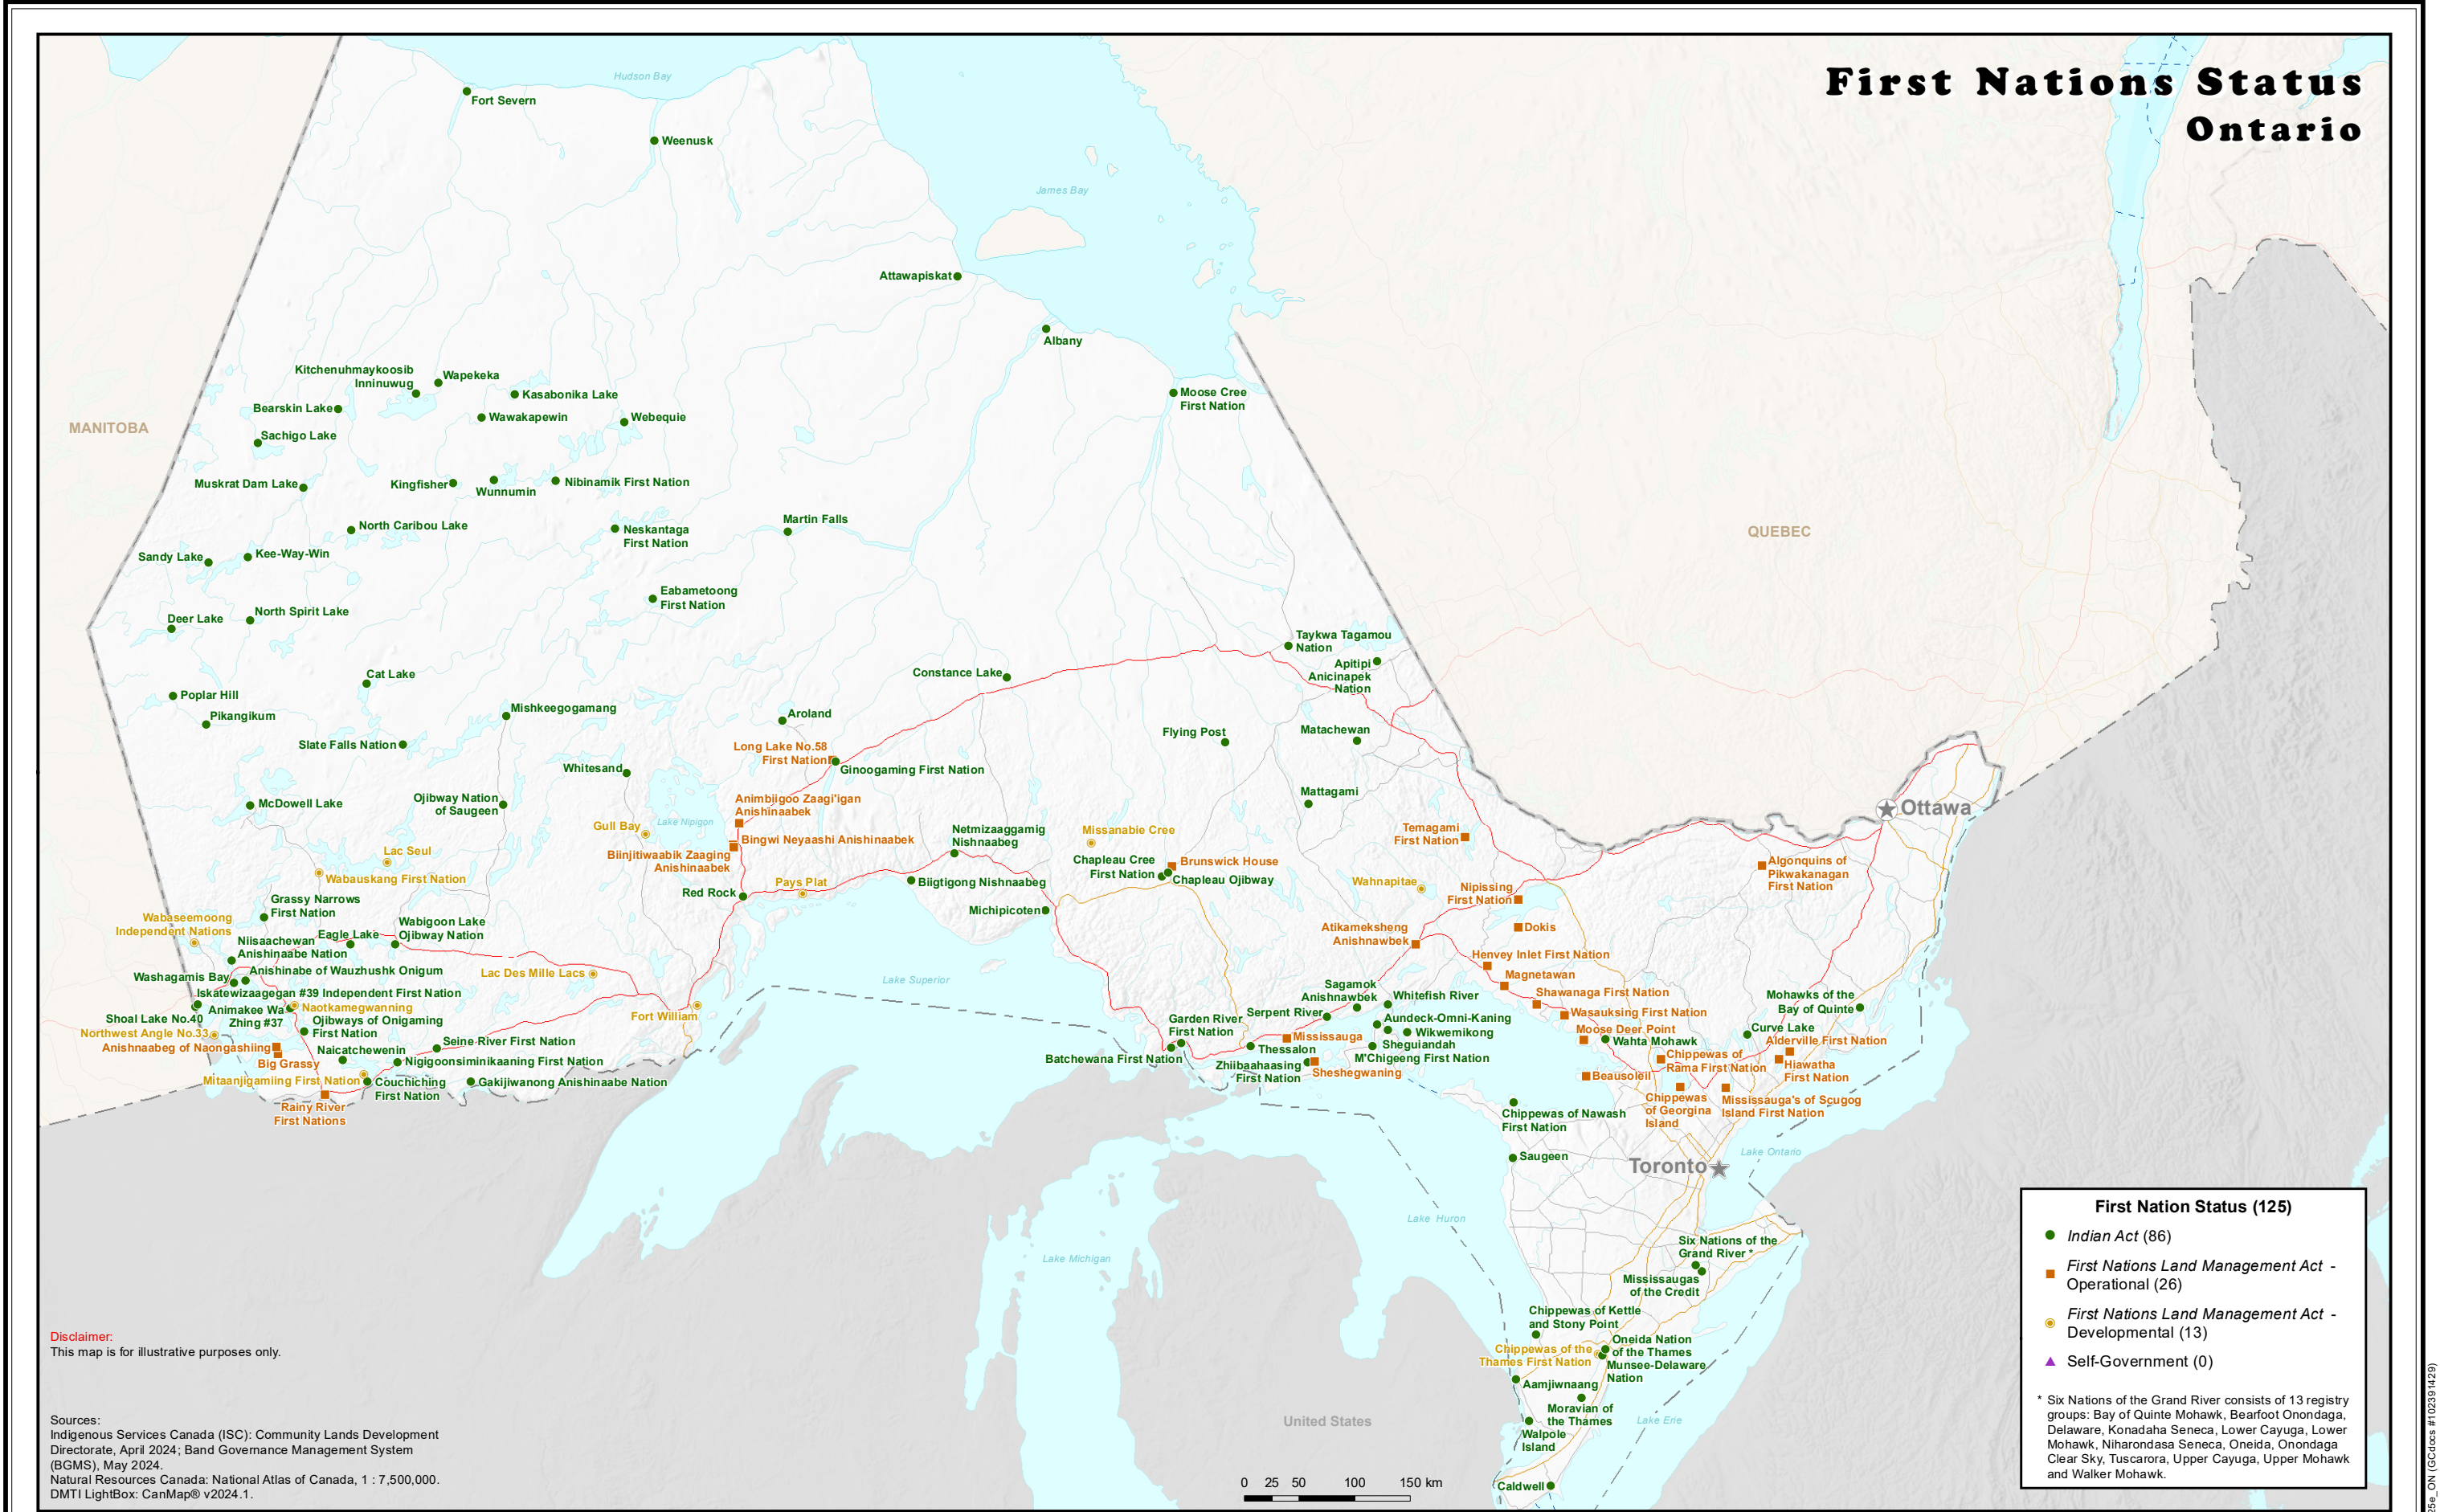 First Nations Status
Ontario
Hudson Bay
Fort Severn
Weenusk
James Bay
Attawapiskat
Albany
Kitchenuhmaykoosib
Inninuwug
Wapekeka
Kasabonika Lake
Bearskin Lake
Wawakapewin
Webequie
Moose Cree
First Nation
MANITOBA
Sachigo Lake
Muskrat Dam Lake
Kingfisher
Wunnumin
Nibinamik First Nation
North Caribou Lake
Neskantaga
First Nation
Martin Falls
QUEBEC
Sandy Lake
Kee-Way-Win
Eabametoong
First Nation
Deer Lake
North Spirit Lake
Taykwa Tagamou
Nation
Apitipi
Anicinapek
Nation
Cat Lake
Constance Lake
Poplar Hill
Pikangikum
Mishkeegogamang
Aroland
Slate Falls Nation
Long Lake No.58
First Nation
Ginoogaming First Nation
Flying Post
Matachewan
Whitesand
McDowell Lake
Ojibway Nation
of Saugeen
Animbjigoo Zaagi'igan
Anishinaabek
Mattagami
Ottawa
Gull Bay
Lake Nipigon
Bingwi Neyaashi Anishinaabek
Biinjitiwaabik Zaaging
Anishinaabek
Netmizaaggamig
Nishnaabeg
Missanabie Cree
Temagami
First Nation
Lac Seul
Wabauskang First Nation
Chapleau Cree
First Nation
Brunswick House
Chapleau Ojibway
Algonquins of
Pikwakanagan
First Nation
Red Rock
Pays Plat
Biigtigong Nishnaabeg
Wahnapitae
Nipissing
First Nation
Michipicoten
Grassy Narrows
First Nation
Wabaseemoong
Independent Nations
Eagle Lake
Wabigoon Lake
Ojibway Nation
Niisaachewan
Anishinaabe Nation
Atikameksheng
Anishnawbek
Dokis
Henvey Inlet First Nation
Washagamis Bay
Anishinabe of Wauzhushk Onigum
Lac Des Mille Lacs
Lake Superior
Magnetawan
Iskatewizaagegan #39 Independent First Nation
Sagamok
Anishnawbek
Whitefish River
Shawanaga First Nation
Mohawks of the
Bay of Quinte
Shoal Lake No.40
Animakee Wa
Zhing #37
Naotkamegwanning
Fort William
Serpent River
Wasauksing First Nation
Ojibways of Onigaming
First Nation
Garden River
First Nation
Aundeck-Omni-Kaning
Moose Deer Point
Curve Lake
Northwest Angle No.33
Seine River First Nation
Mississauga
Wikwemikong
Wahta Mohawk
Alderville First Nation
Anishnaabeg of Naongashiing
Naicatchewenin
Thessalon
Sheguiandah
Chippewas of
Rama First Nation
Big Grassy
Nigigoonsiminikaaning First Nation
Batchewana First Nation
M'Chigeeng First Nation
Zhiibaahaasing
First Nation
Sheshegwaning
Beausoleil
Hiawatha
First Nation
Mitaanjigamiing First Nation
Couchiching
First Nation
Gakijiwanong Anishinaabe Nation
Rainy River
First Nations
Chippewas
of Georgina
Island
Mississauga's of Scugog
Island First Nation
Chippewas of Nawash
First Nation
Saugeen
Toronto
Lake Ontario
Lake Huron
Lake Michigan
Six Nations of the
Grand River *
Mississaugas
of the Credit
Chippewas of Kettle
and Stony Point
Chippewas of the
Thames First Nation
Oneida Nation
of the Thames
Munsee-Delaware
Nation
Aamjiwnaang
Moravian of
the Thames
Walpole
Island
Lake Erie
United States
Caldwell
0 25 50 100 150 km
First Nation Status (125)
Indian Act (86)
First Nations Land Management Act -
Operational (26)
First Nations Land Management Act -
Developmental (13)
Self-Government (0)
* Six Nations of the Grand River consists of 13 registry
groups: Bay of Quinte Mohawk, Bearfoot Onondaga,
Delaware, Konadaha Seneca, Lower Cayuga, Lower
Mohawk, Niharondasa Seneca, Oneida, Onondaga
Clear Sky, Tuscarora, Upper Cayuga, Upper Mohawk
and Walker Mohawk.
Disclaimer:
This map is for illustrative purposes only.
Sources:
Indigenous Services Canada (ISC): Community Lands Development
Directorate, April 2024; Band Governance Management System
(BGMS), May 2024.
Natural Resources Canada: National Atlas of Canada, 1 : 7,500,000.
DMTI LightBox: CanMap® v2024.1.
25e_ON (GCdocs #102391429)